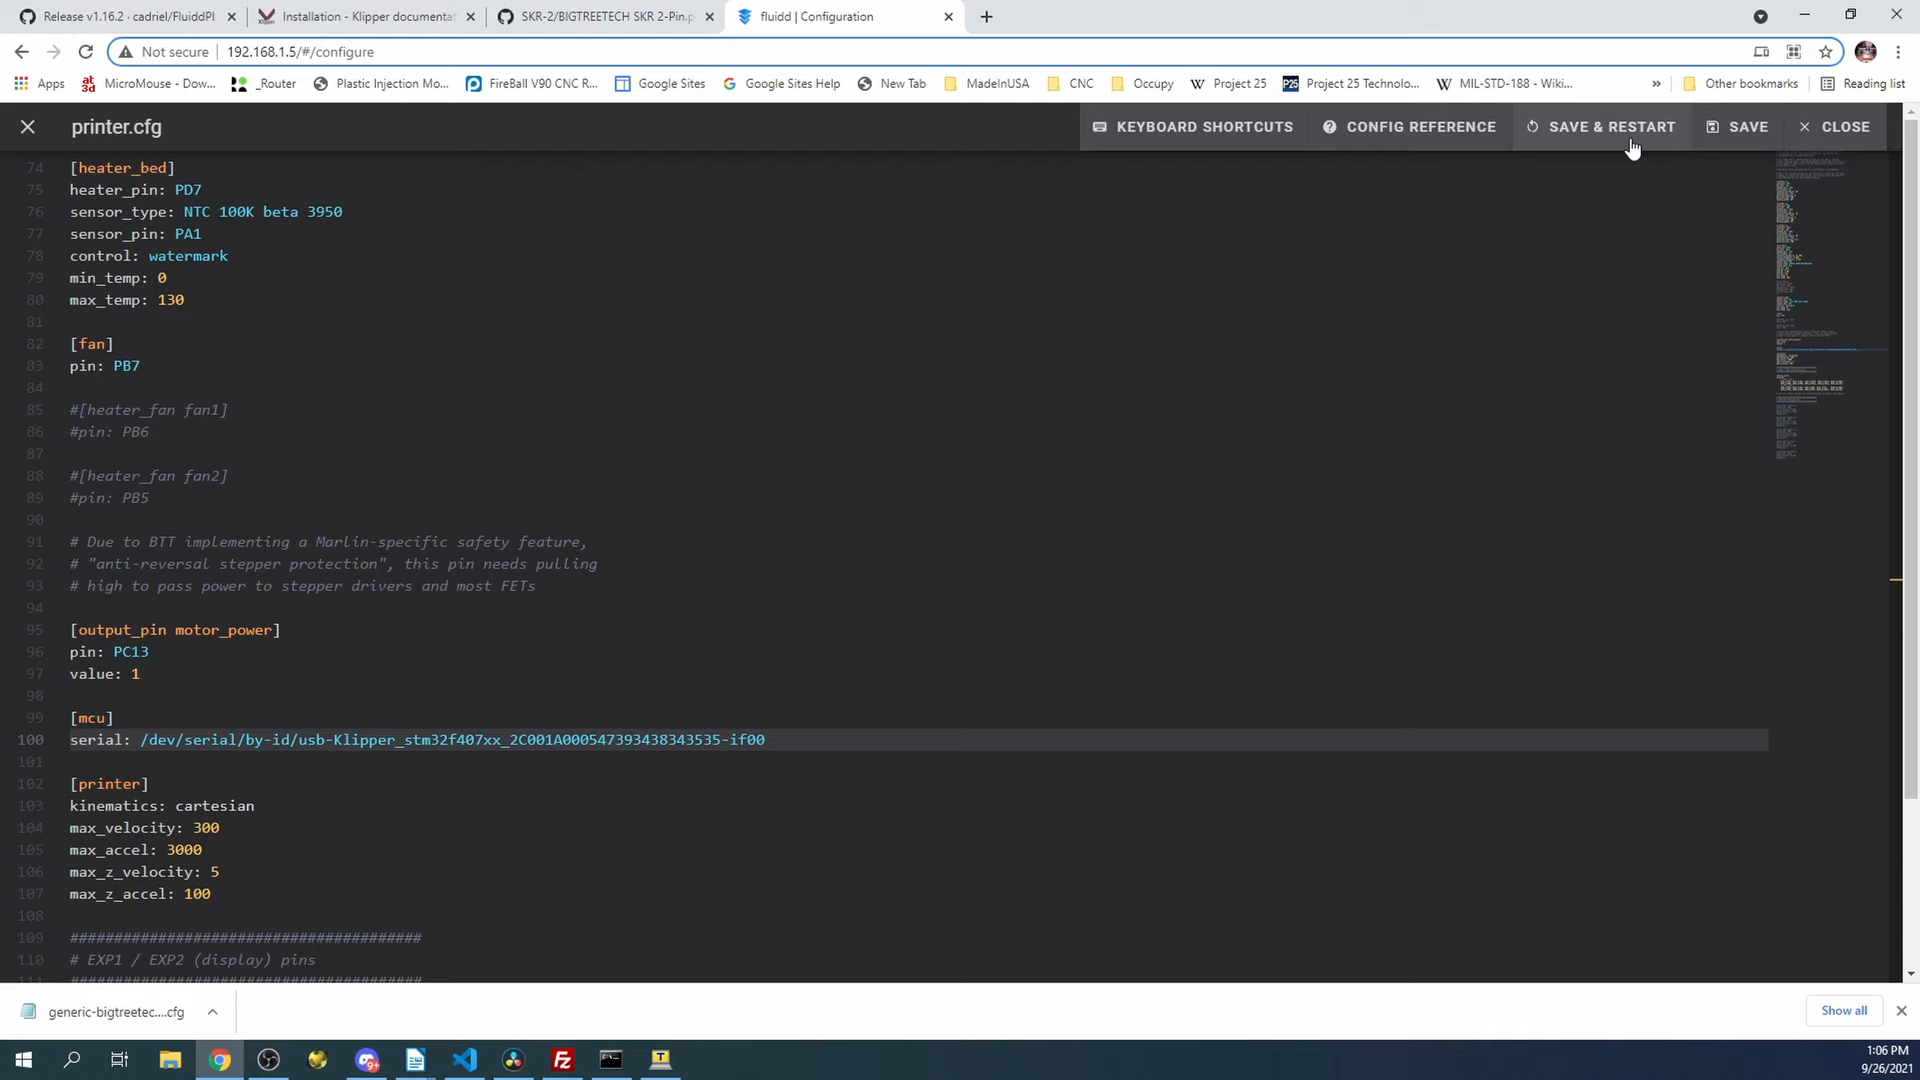 Release v1.16.2 · cadriel/FluiddPI
Installation - Klipper documentat
SKR-2/BIGTREETECH SKR 2-Pin.p
fluidd | Configuration
Not secure
192.168.1.5/#/configure
Apps
MicroMouse - Dow...
_Router
Plastic Injection Mo...
FireBall V90 CNC R...
Google Sites
Google Sites Help
New Tab
MadeinUSA
CNC
Occupy
Project 25
Project 25 Technolo...
MIL-STD-188 - Wiki...
»
Other bookmarks
Reading list
printer.cfg
KEYBOARD SHORTCUTS
CONFIG REFERENCE
SAVE & RESTART
SAVE
CLOSE
74 [heater_bed]
75 heater_pin: PD7
76 sensor_type: NTC 100K beta 3950
77 sensor_pin: PA1
78 control: watermark
79 min_temp: 0
80 max_temp: 130
81
82 [fan]
83 pin: PB7
84
85 #[heater_fan fan1]
86 #pin: PB6
87
88 #[heater_fan fan2]
89 #pin: PB5
90
91 # Due to BTT implementing a Marlin-specific safety feature,
92 # "anti-reversal stepper protection", this pin needs pulling
93 # high to pass power to stepper drivers and most FETs
94
95 [output_pin motor_power]
96 pin: PC13
97 value: 1
98
99 [mcu]
100 serial: /dev/serial/by-id/usb-Klipper_stm32f407xx_2C001A000547393438343535-if00
101
102 [printer]
103 kinematics: cartesian
104 max_velocity: 300
105 max_accel: 3000
106 max_z_velocity: 5
107 max_z_accel: 100
108
109 ########################################
110 # EXP1 / EXP2 (display) pins
111 ########################################
generic-bigtreetec....cfg
Show all
1:06 PM
9/26/2021